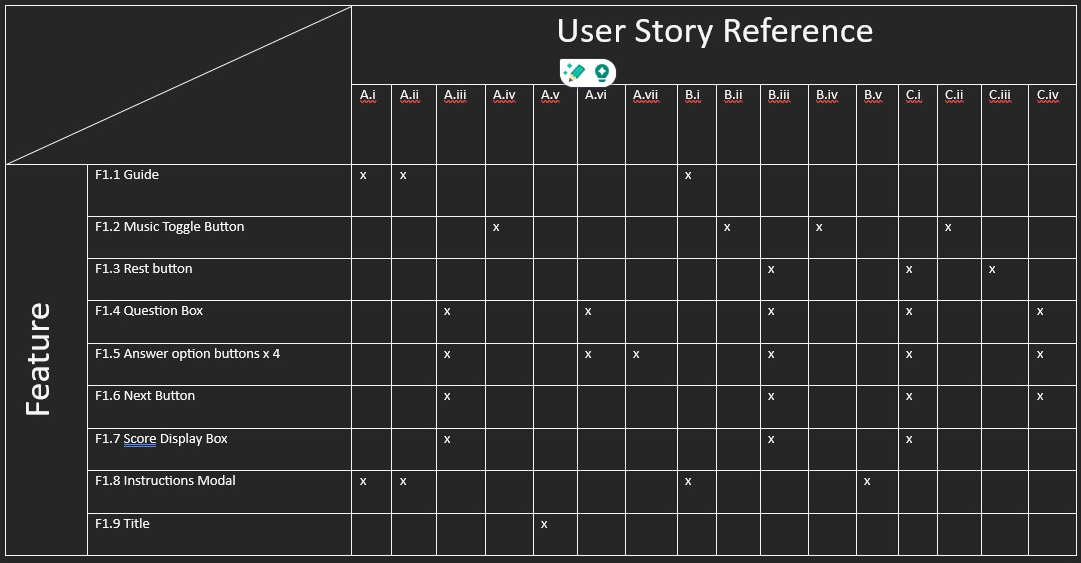 User Story Reference
A.i A.ii A.iii A.iv A.v A.vi A.vii B.i B.ii B.iii B.iv B.v C.i C.ii C.iii C.iv
Feature
F1.1 Guide x x x
F1.2 Music Toggle Button x x x x
F1.3 Rest button x x x
F1.4 Question Box x x x x x
F1.5 Answer option buttons x 4 x x x x x x
F1.6 Next Button x x x x
F1.7 Score Display Box x x x
F1.8 Instructions Modal x x x x
F1.9 Title x